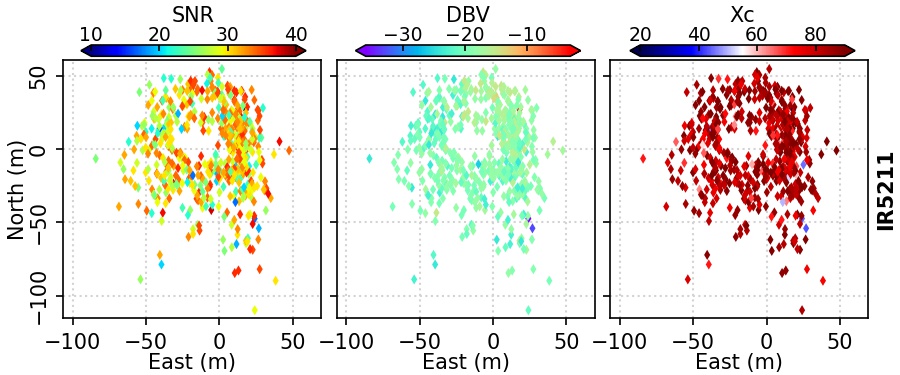 SNR DBV Xc
10 20 30 40 −30 −20 −10 20 40 60 80
50
0
−50
−100
North (m)
−100 −50 0 50 −100 −50 0 50 −100 −50 0 50
East (m) East (m) East (m)
IR5211